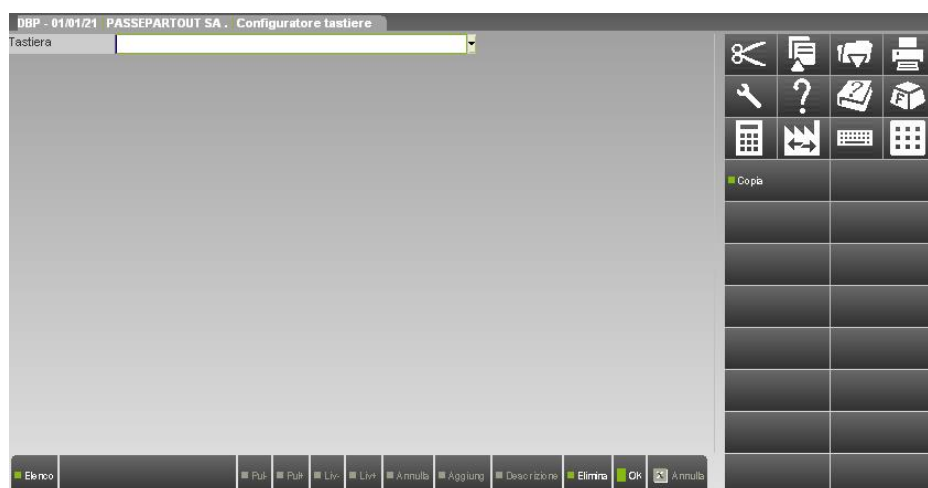 DBP - 01/01/21 PASSEPARTOUT SA . Configuratore tastiere
Tastiera
F
Copia
Elenco
Pul- Pul+ Liv- Liv+ Annulla Aggiung Descrizione Elimina Ok Annulla